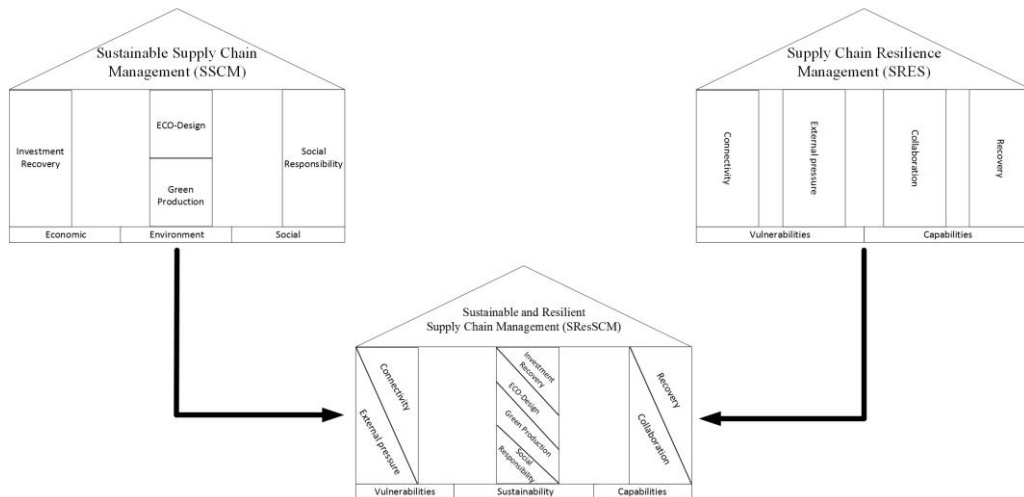 Sustainable Supply Chain
Management (SSCM)
Investment
Recovery
ECO-Design
Green
Production
Social
Responsibility
Economic
Environment
Social
Supply Chain Resilience
Management (SRES)
Connectivity
External pressure
Collaboration
Recovery
Vulnerabilities
Capabilities
Sustainable and Resilient
Supply Chain Management (SResSCM)
Connectivity
External pressure
Investment
Recovery
ECO-Design
Green Production
Social
Responsibility
Recovery
Collaboration
Vulnerabilities
Sustainability
Capabilities